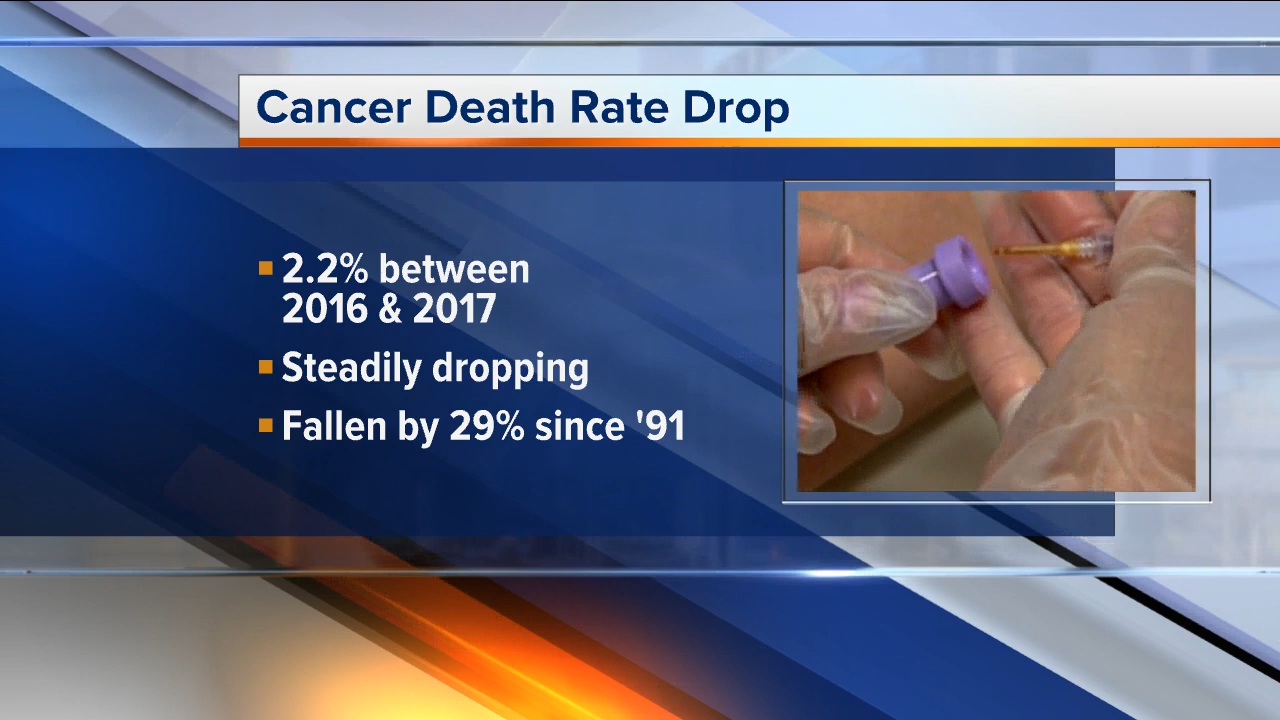 Cancer Death Rate Drop
2.2% between
2016 & 2017
Steadily dropping
Fallen by 29% since '91